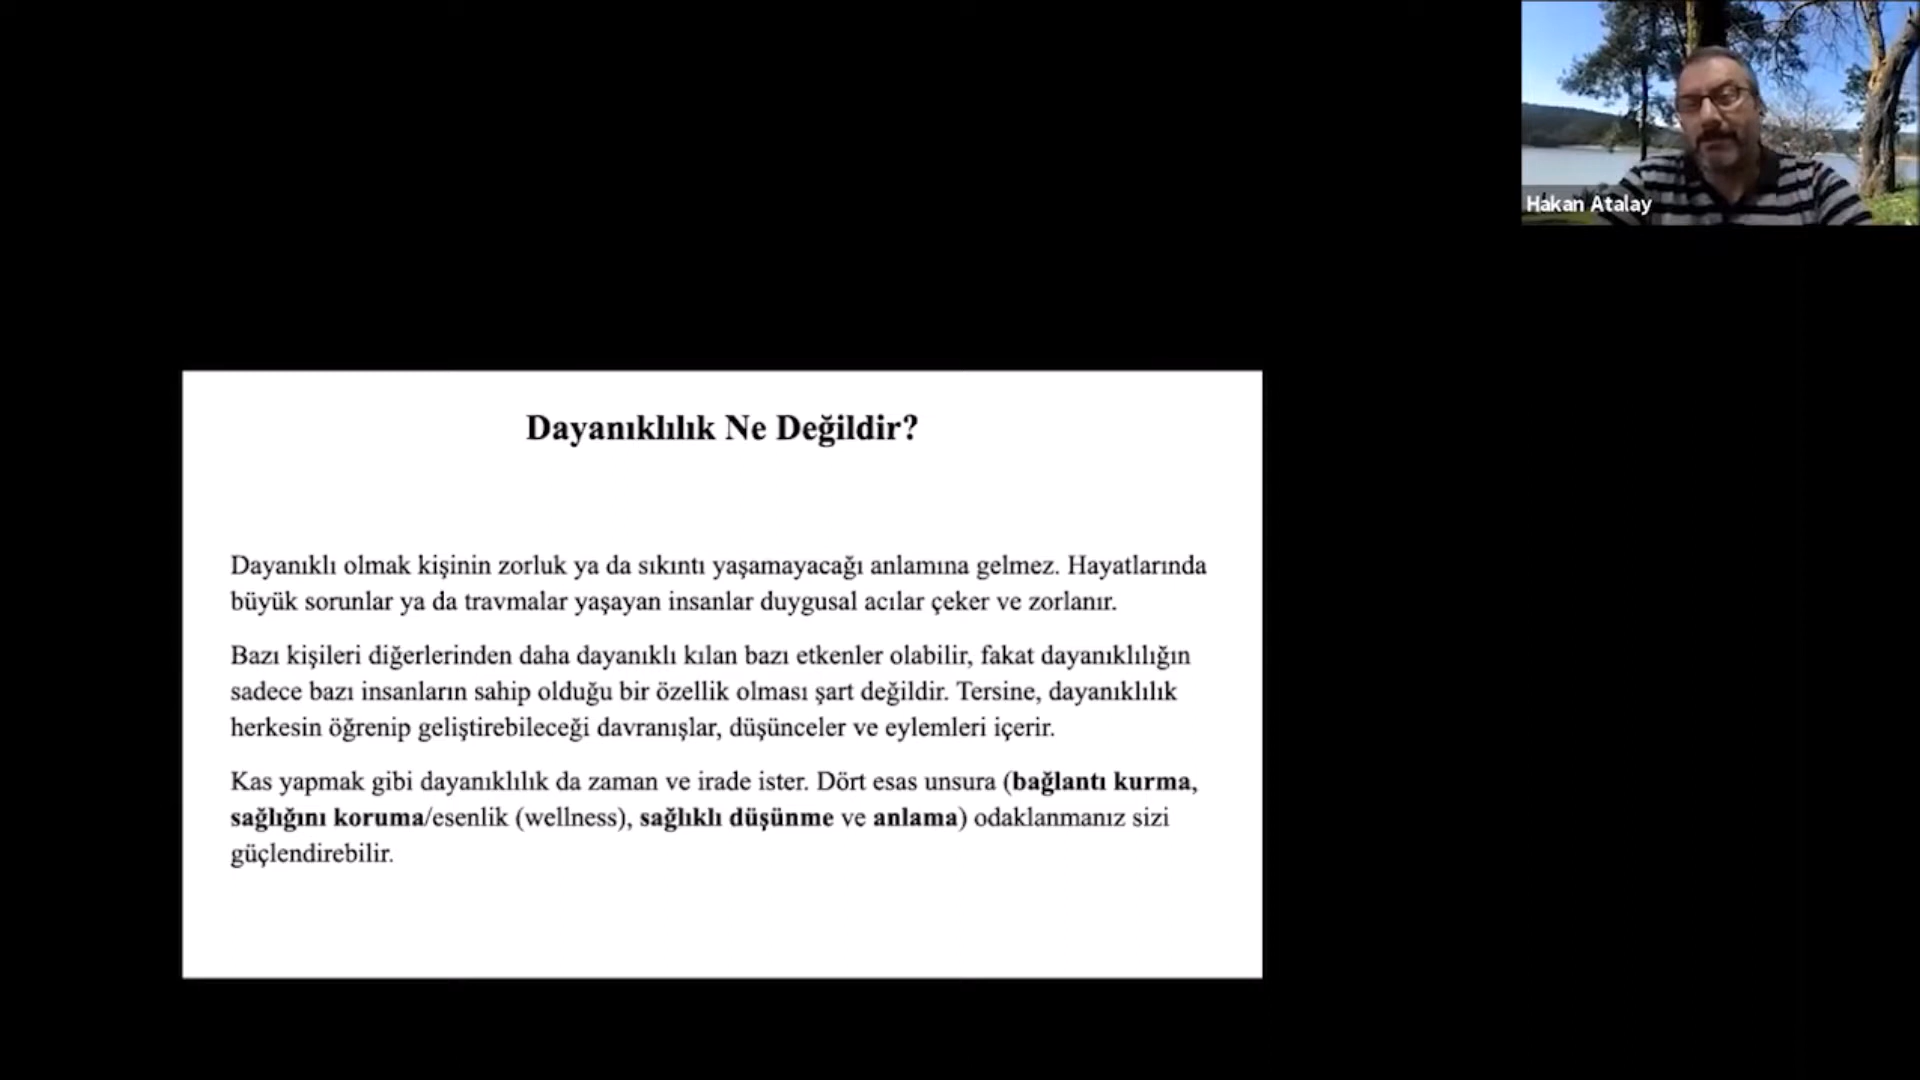 Hakan Atalay
Dayanıklılık Ne Değildir?
Dayanıklı olmak kişinin zorluk ya da sıkıntı yaşamayacağı anlamına gelmez. Hayatlarında
büyük sorunlar ya da travmalar yaşayan insanlar duygusal acılar çeker ve zorlanır.
Bazı kişileri diğerlerinden daha dayanıklı kılan bazı etkenler olabilir, fakat dayanıklılığın
sadece bazı insanların sahip olduğu bir özellik olması şart değildir. Tersine, dayanıklılık
herkesin öğrenip geliştirebileceği davranışlar, düşünceler ve eylemleri içerir.
Kas yapmak gibi dayanıklılık da zaman ve irade ister. Dört esas unsura (bağlantı kurma,
sağlığını koruma/esenlik (wellness), sağlıklı düşünme ve anlama) odaklanmanız sizi
güçlendirebilir.